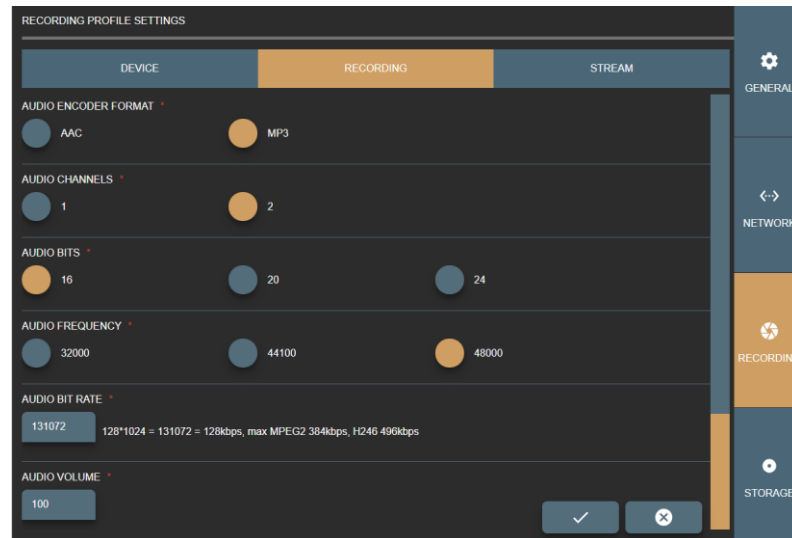 RECORDING PROFILE SETTINGS
DEVICE RECORDING STREAM
AUDIO ENCODER FORMAT *
AAC MP3
AUDIO CHANNELS *
1 2
AUDIO BITS *
16 20 24
AUDIO FREQUENCY *
32000 44100 48000
AUDIO BIT RATE *
131072 128*1024 = 131072 = 128kbps, max MPEG2 384kbps, H246 496kbps
AUDIO VOLUME *
100
GENERAL
NETWORK
RECORDIN
STORAGE